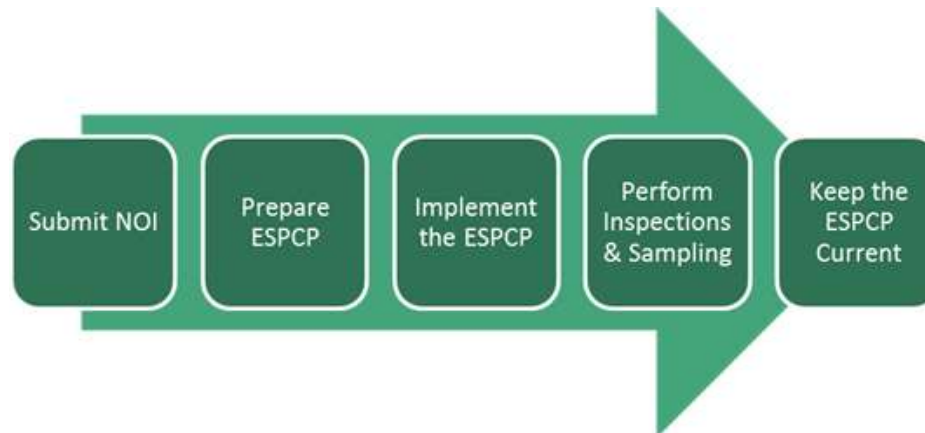 Submit NOI
Prepare
ESPCP
Implement
the ESPCP
Perform
Inspections
& Sampling
Keep the
ESPCP
Current